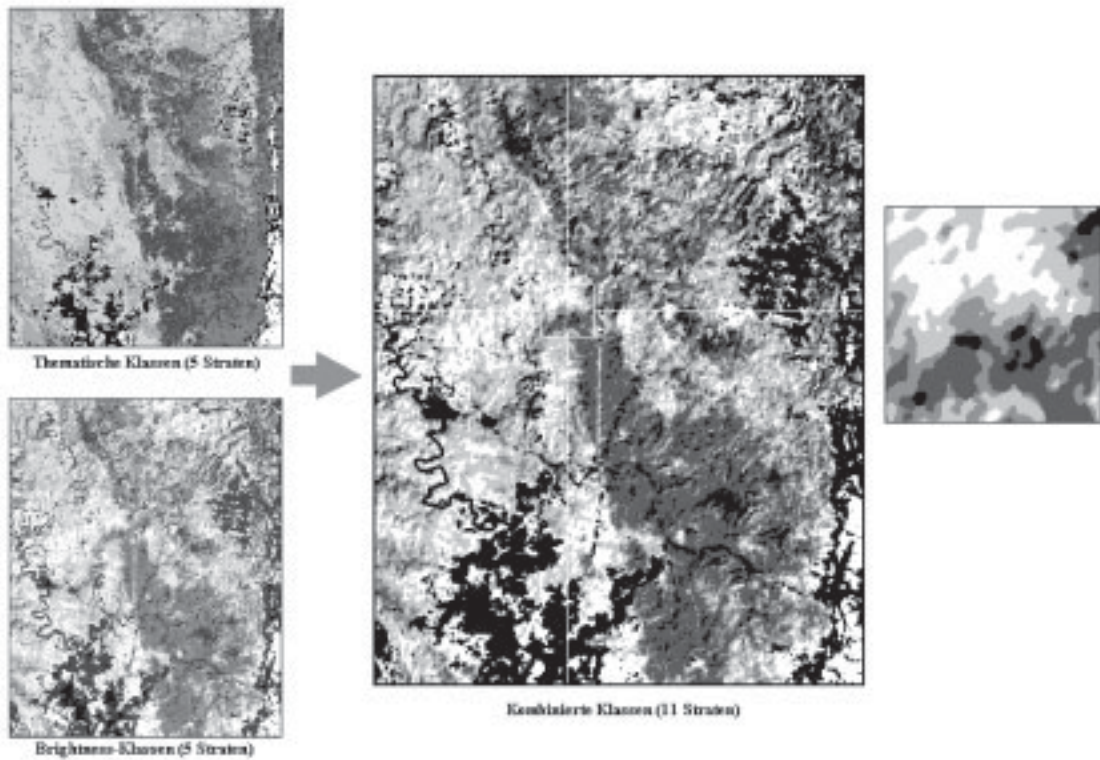 Thematische Klassen (5 Straten)
Brightness-Klassen (5 Straten)
Kombinierte Klassen (11 Straten)